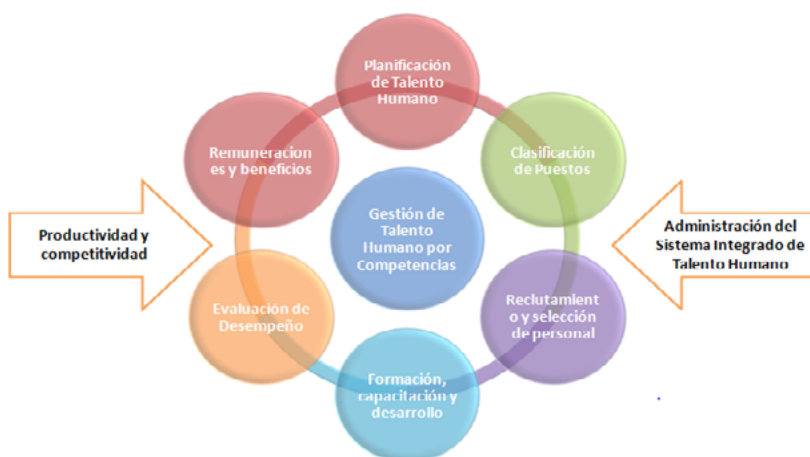 Planificación
de Talento
Humano
Remuneracion
es y beneficios
Clasificación
de Puestos
Gestión de
Talento
Humano por
Competencias
Productividad y
competitividad
Administración del
Sistema Integrado de
Talento Humano
Evaluación de
Desempeño
Reclutamient
o y selección
de personal
Formación,
capacitación y
desarrollo